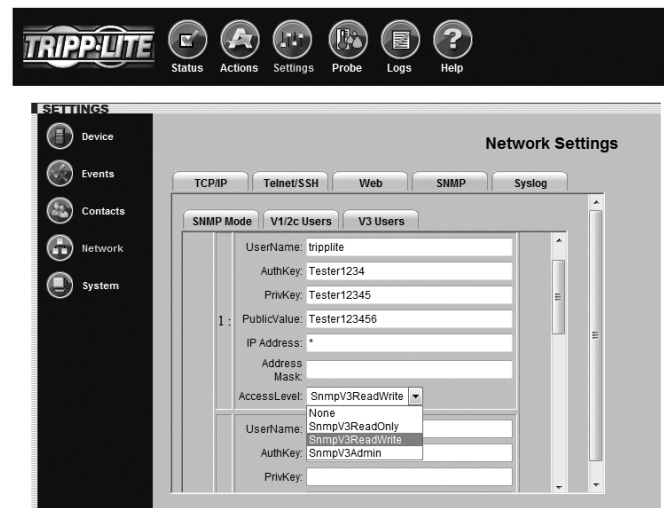 TRIPP·LITE
Status Actions Settings Probe Logs Help
SETTINGS
Device
Events
Contacts
Network
System
Network Settings
TCP/IP Telnet/SSH Web SNMP Syslog
SNMP Mode V1/2c Users V3 Users
1 :
UserName: tripplite
AuthKey: Tester1234
PrivKey: Tester12345
PublicValue: Tester123456
IP Address: *
Address
Mask:
AccessLevel: SnmpV3ReadWrite
None
SnmpV3ReadOnly
SnmpV3ReadWrite
SnmpV3Admin
UserName:
AuthKey:
PrivKey: